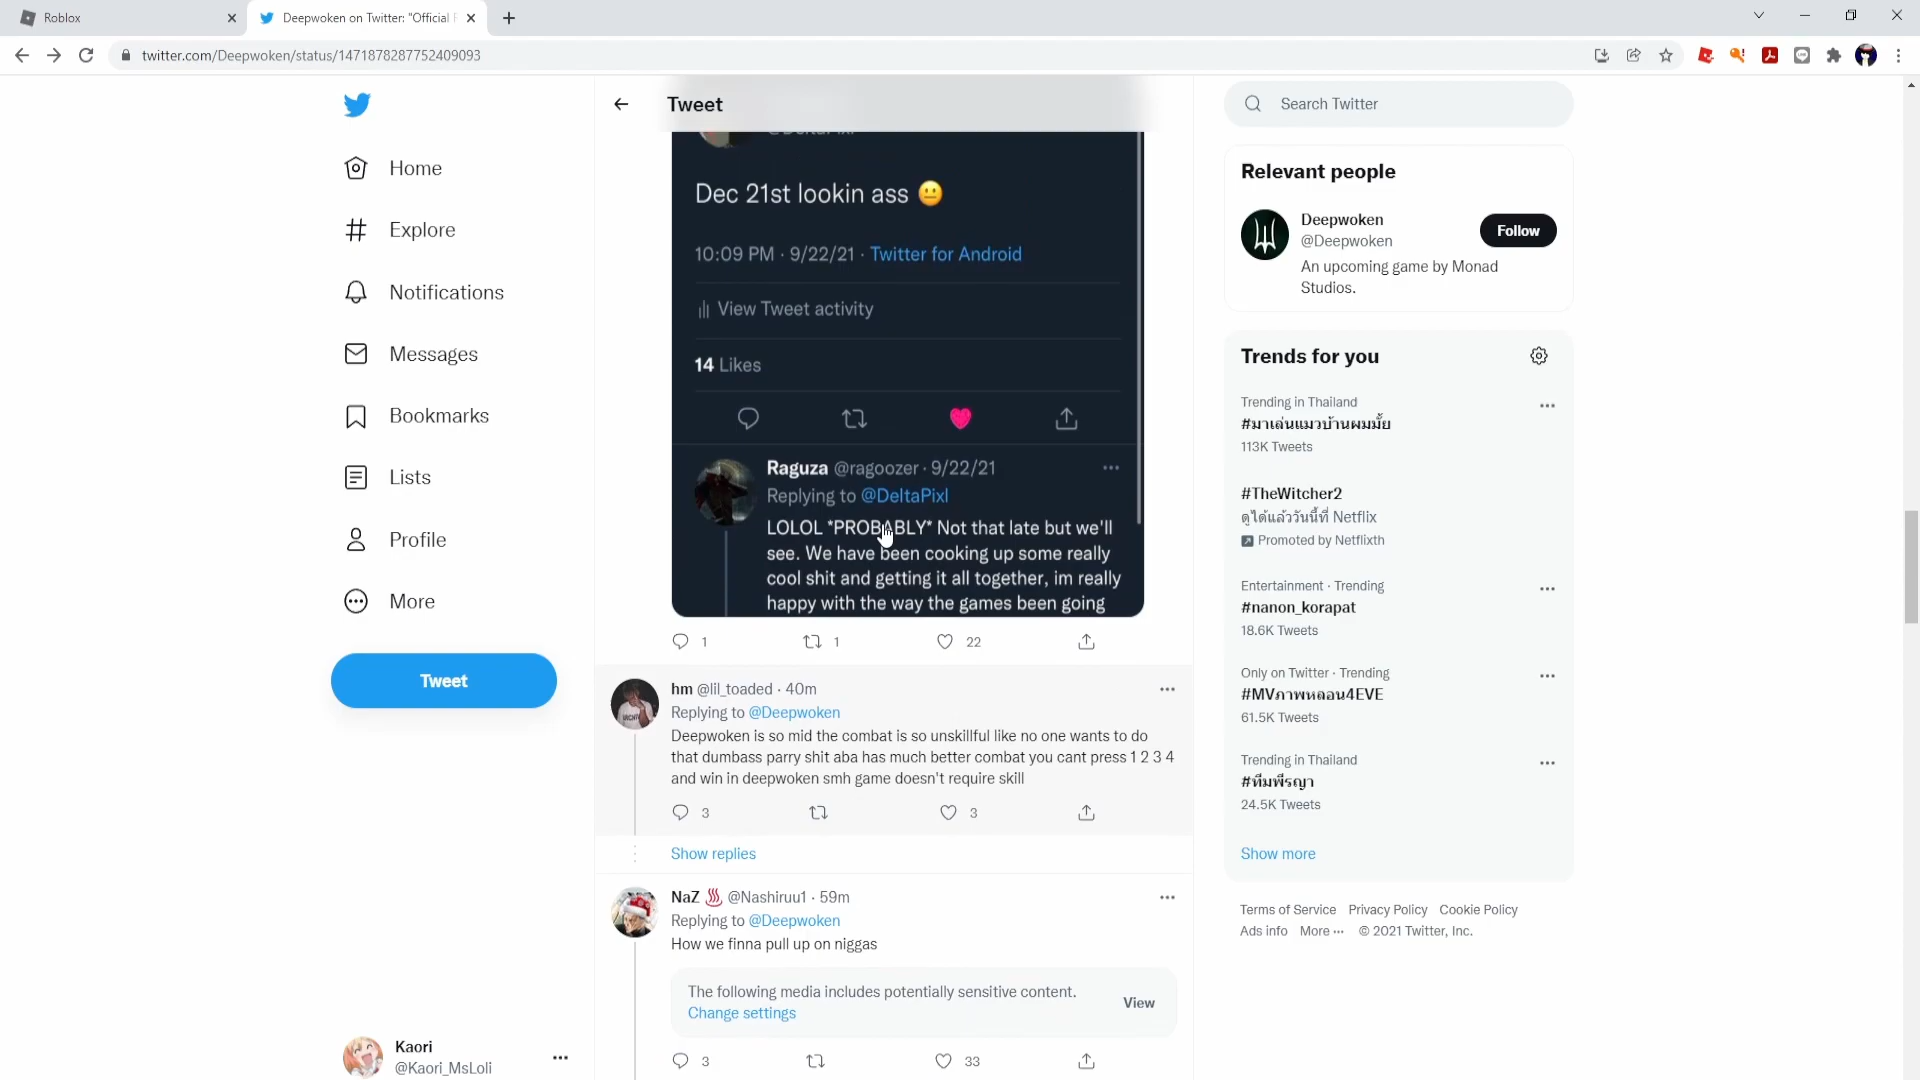 Roblox
Deepwoken on Twitter: "Official
twitter.com/Deepwoken/status/1471878287752409093
Home
Explore
Notifications
Messages
Bookmarks
Lists
Profile
More
Tweet
Kaori
@Kaori_MsLoli
Tweet
@DeltaPixl
Dec 21st lookin ass 😐
10:09 PM · 9/22/21 · Twitter for Android
View Tweet activity
14 Likes
Raguza @ragoozer · 9/22/21
Replying to @DeltaPixl
LOLOL *PROBABLY* Not that late but we'll
see. We have been cooking up some really
cool shit and getting it all together, im really
happy with the way the games been going
1 1 22
hm @lil_toaded · 40m
Replying to @Deepwoken
Deepwoken is so mid the combat is so unskillful like no one wants to do
that dumbass parry shit aba has much better combat you cant press 1 2 3 4
and win in deepwoken smh game doesn't require skill
3 3
Show replies
NaZ ♨ @Nashiruu1 · 59m
Replying to @Deepwoken
How we finna pull up on niggas
The following media includes potentially sensitive content.
Change settings
View
3 33
Search Twitter
Relevant people
Deepwoken
@Deepwoken
Follow
An upcoming game by Monad
Studios.
Trends for you
Trending in Thailand
#มาเล่นแมวบ้านผมมั้ย
113K Tweets
#TheWitcher2
ดูได้แล้ววันนี้ที่ Netflix
Promoted by Netflixth
Entertainment · Trending
#nanon_korapat
18.6K Tweets
Only on Twitter · Trending
#MVภาพหลอน4EVE
61.5K Tweets
Trending in Thailand
#ทีมพีรญา
24.5K Tweets
Show more
Terms of Service Privacy Policy Cookie Policy
Ads info More ··· © 2021 Twitter, Inc.